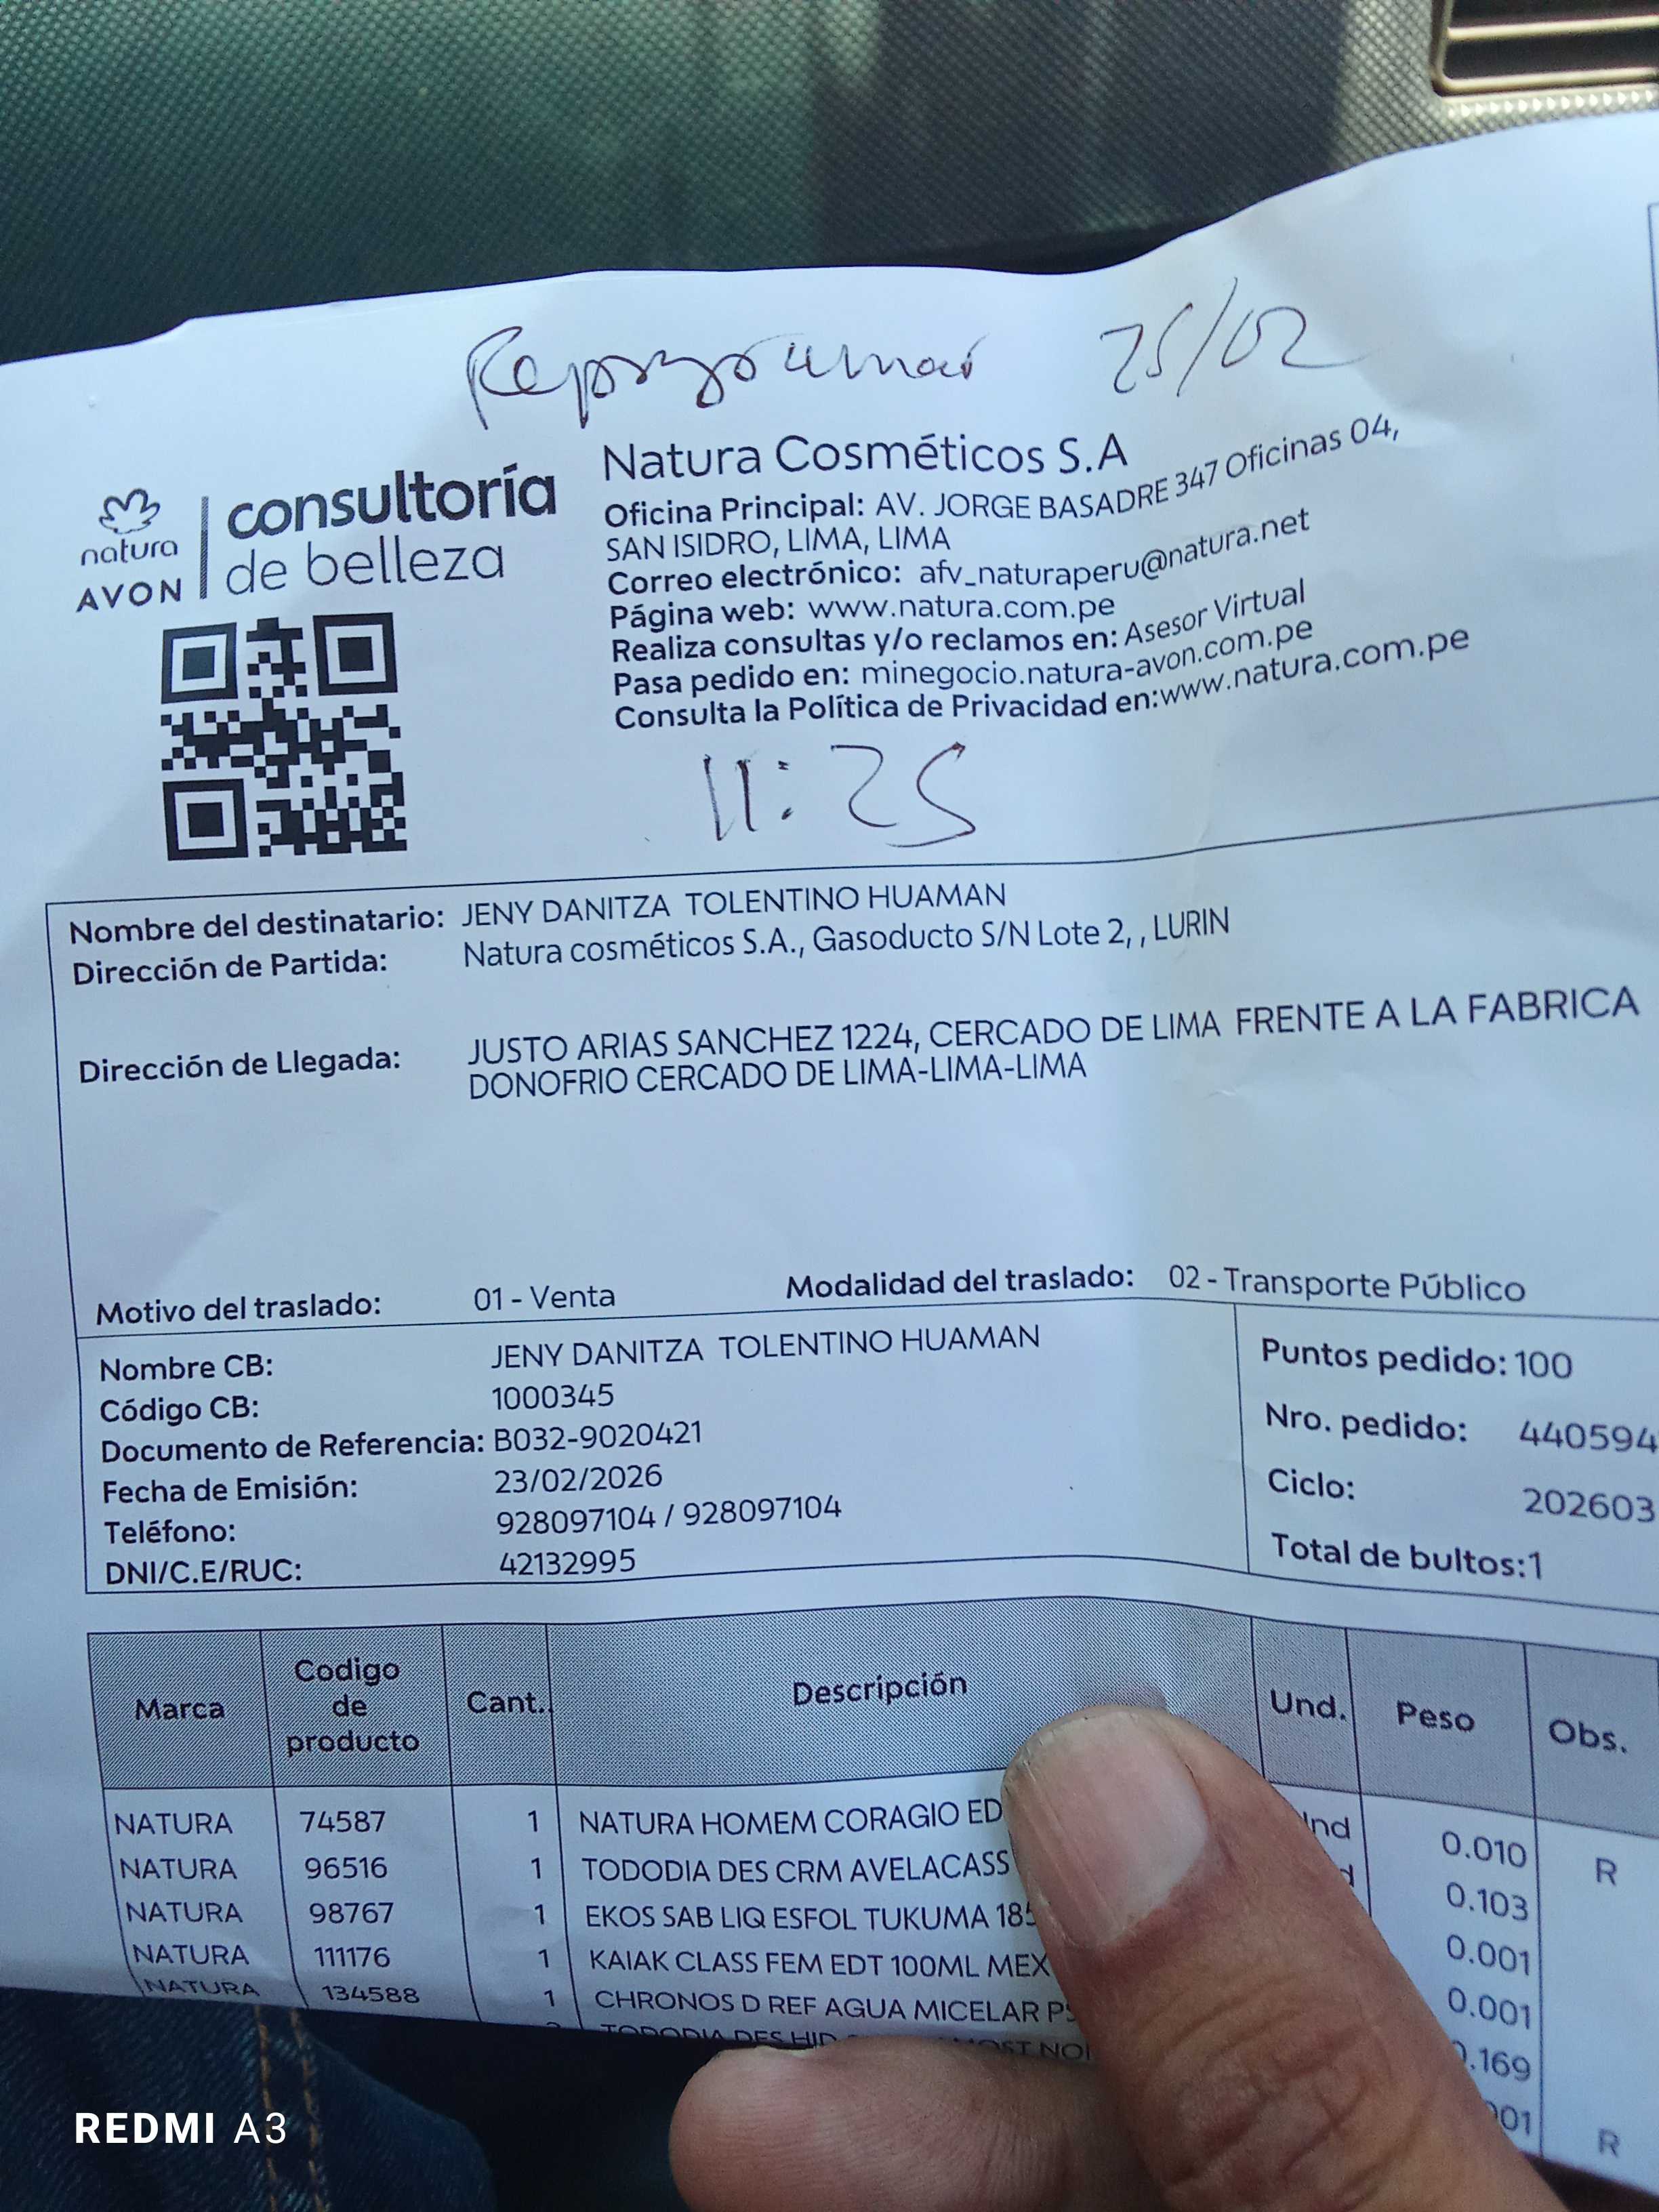 25/02
natura
AVON
consultoría
de belleza
Natura Cosméticos S.A
Oficina Principal: AV. JORGE BASADRE 347 Oficinas 04,
SAN ISIDRO, LIMA, LIMA
Correo electrónico: afv_naturaperu@natura.net
Página web: www.natura.com.pe
Realiza consultas y/o reclamos en: Asesor Virtual
Pasa pedido en: minegocio.natura-avon.com.pe
Consulta la Política de Privacidad en:www.natura.com.pe
11:25
Nombre del destinatario: JENY DANITZA TOLENTINO HUAMAN
Dirección de Partida: Natura cosméticos S.A., Gasoducto S/N Lote 2, , LURIN
Dirección de Llegada: JUSTO ARIAS SANCHEZ 1224, CERCADO DE LIMA FRENTE A LA FABRICA
DONOFRIO CERCADO DE LIMA-LIMA-LIMA
Motivo del traslado: 01 - Venta Modalidad del traslado: 02 - Transporte Público
Nombre CB: JENY DANITZA TOLENTINO HUAMAN
Código CB: 1000345
Documento de Referencia: B032-9020421
Fecha de Emisión: 23/02/2026
Teléfono: 928097104 / 928097104
DNI/C.E/RUC: 42132995
Puntos pedido: 100
Nro. pedido: 440594
Ciclo: 202603
Total de bultos:1
Marca Codigo de producto Cant. Descripción Und. Peso Obs.
NATURA 74587 1 NATURA HOMEM CORAGIO ED 0.010 R
NATURA 96516 1 TODODIA DES CRM AVELACASS 0.103
NATURA 98767 1 EKOS SAB LIQ ESFOL TUKUMA 185 0.001
NATURA 111176 1 KAIAK CLASS FEM EDT 100ML MEX 0.001
NATURA 134588 1 CHRONOS D REF AGUA MICELAR PS .169
TODODIA DES HID R
REDMI A3